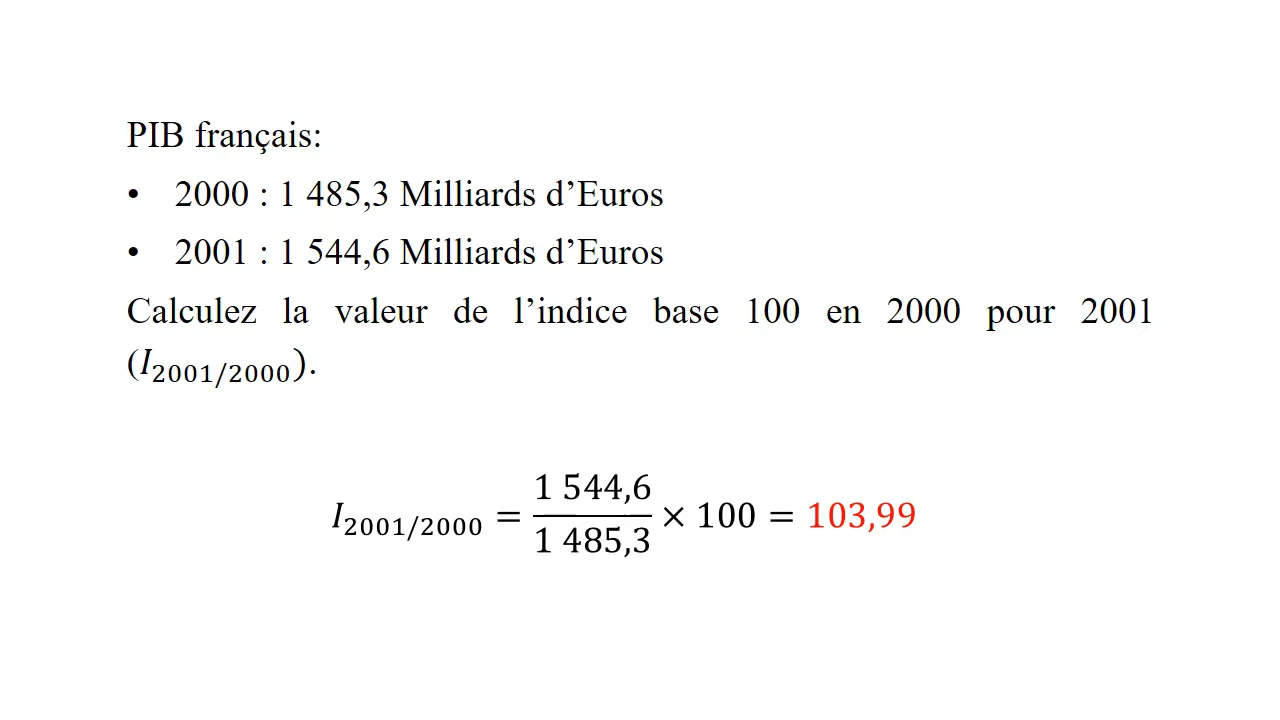 PIB français:
• 2000 : 1 485,3 Milliards d’Euros
• 2001 : 1 544,6 Milliards d’Euros
Calculez la valeur de l’indice base 100 en 2000 pour 2001
(𝐼₂₀₀₁/₂₀₀₀).
𝐼₂₀₀₁/₂₀₀₀ = 1 544,6 / 1 485,3 × 100 = 103,99